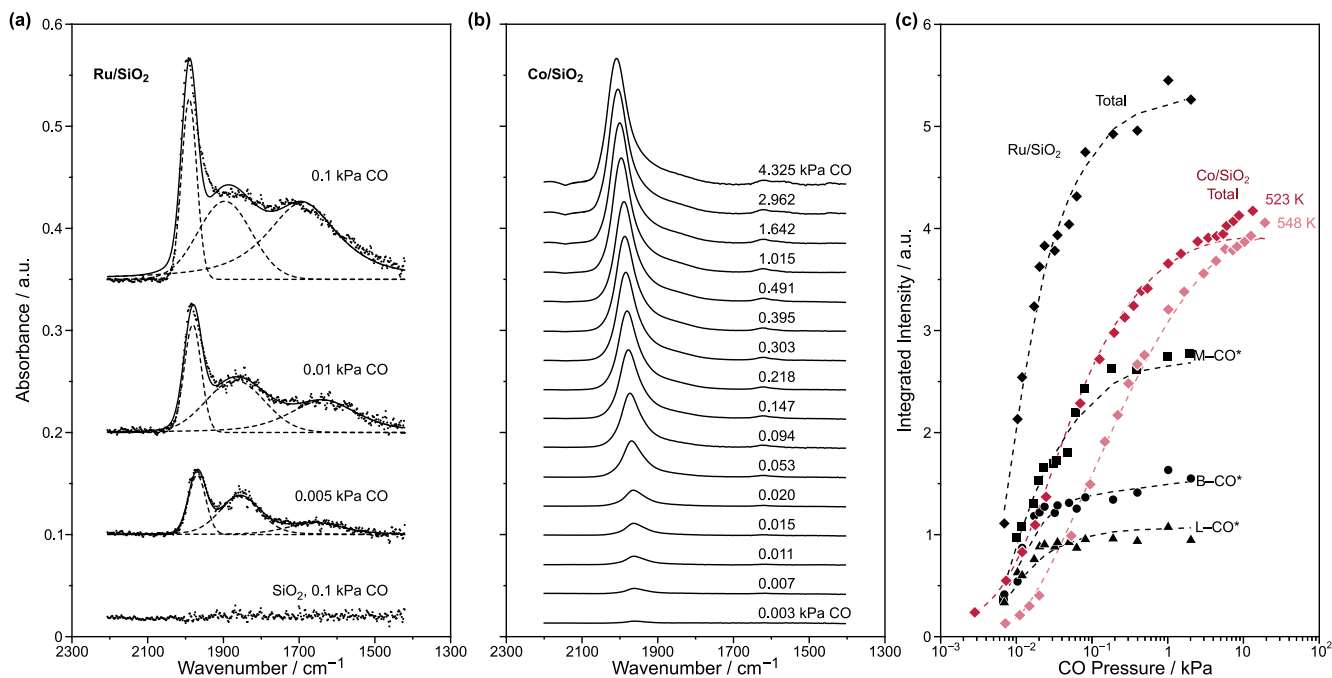 (a)
Ru/SiO₂
0.1 kPa CO
0.01 kPa CO
0.005 kPa CO
SiO₂, 0.1 kPa CO
0.6
0.5
0.4
0.3
0.2
0.1
0
Absorbance / a.u.
2300
2100
1900
1700
1500
1300
Wavenumber / cm⁻¹
(b)
Co/SiO₂
4.325 kPa CO
2.962
1.642
1.015
0.491
0.395
0.303
0.218
0.147
0.094
0.053
0.020
0.015
0.011
0.007
0.003 kPa CO
2300
2100
1900
1700
1500
1300
Wavenumber / cm⁻¹
(c)
Total
Ru/SiO₂
Co/SiO₂
Total
523 K
548 K
M–CO*
B–CO*
L–CO*
6
5
4
3
2
1
0
Integrated Intensity / a.u.
10⁻³
10⁻²
10⁻¹
10⁰
10¹
10²
CO Pressure / kPa